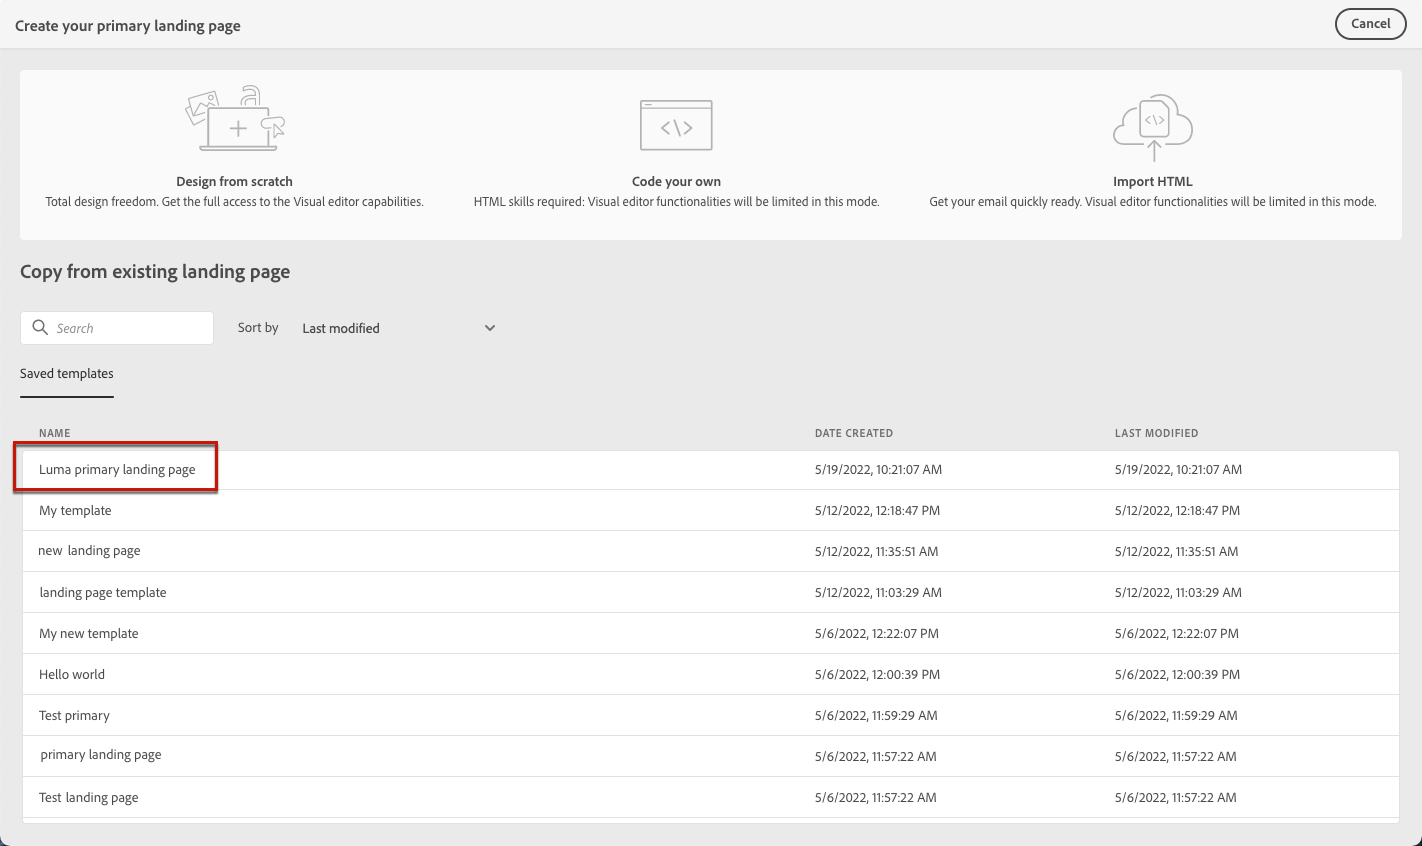 Create your primary landing page
Cancel
Design from scratch
Total design freedom. Get the full access to the Visual editor capabilities.
Code your own
HTML skills required: Visual editor functionalities will be limited in this mode.
Import HTML
Get your email quickly ready. Visual editor functionalities will be limited in this mode.
Copy from existing landing page
Search
Sort by Last modified
Saved templates
NAME DATE CREATED LAST MODIFIED
Luma primary landing page 5/19/2022, 10:21:07 AM 5/19/2022, 10:21:07 AM
My template 5/12/2022, 12:18:47 PM 5/12/2022, 12:18:47 PM
new landing page 5/12/2022, 11:35:51 AM 5/12/2022, 11:35:51 AM
landing page template 5/12/2022, 11:03:29 AM 5/12/2022, 11:03:29 AM
My new template 5/6/2022, 12:22:07 PM 5/6/2022, 12:22:07 PM
Hello world 5/6/2022, 12:00:39 PM 5/6/2022, 12:00:39 PM
Test primary 5/6/2022, 11:59:29 AM 5/6/2022, 11:59:29 AM
primary landing page 5/6/2022, 11:57:22 AM 5/6/2022, 11:57:22 AM
Test landing page 5/6/2022, 11:57:22 AM 5/6/2022, 11:57:22 AM